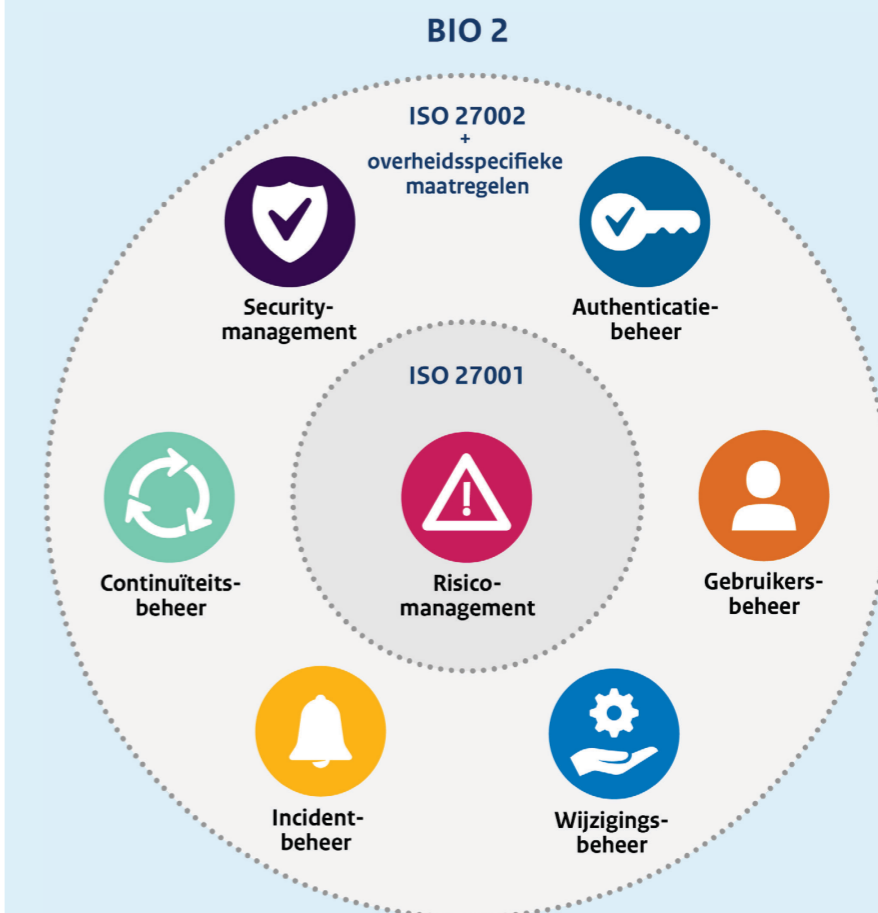 BIO 2
ISO 27002
+
overheidsspecifieke
maatregelen
Security-
management
Authenticatie-
beheer
ISO 27001
Continuïteits-
beheer
Risico-
management
Gebruikers-
beheer
Incident-
beheer
Wijzigings-
beheer